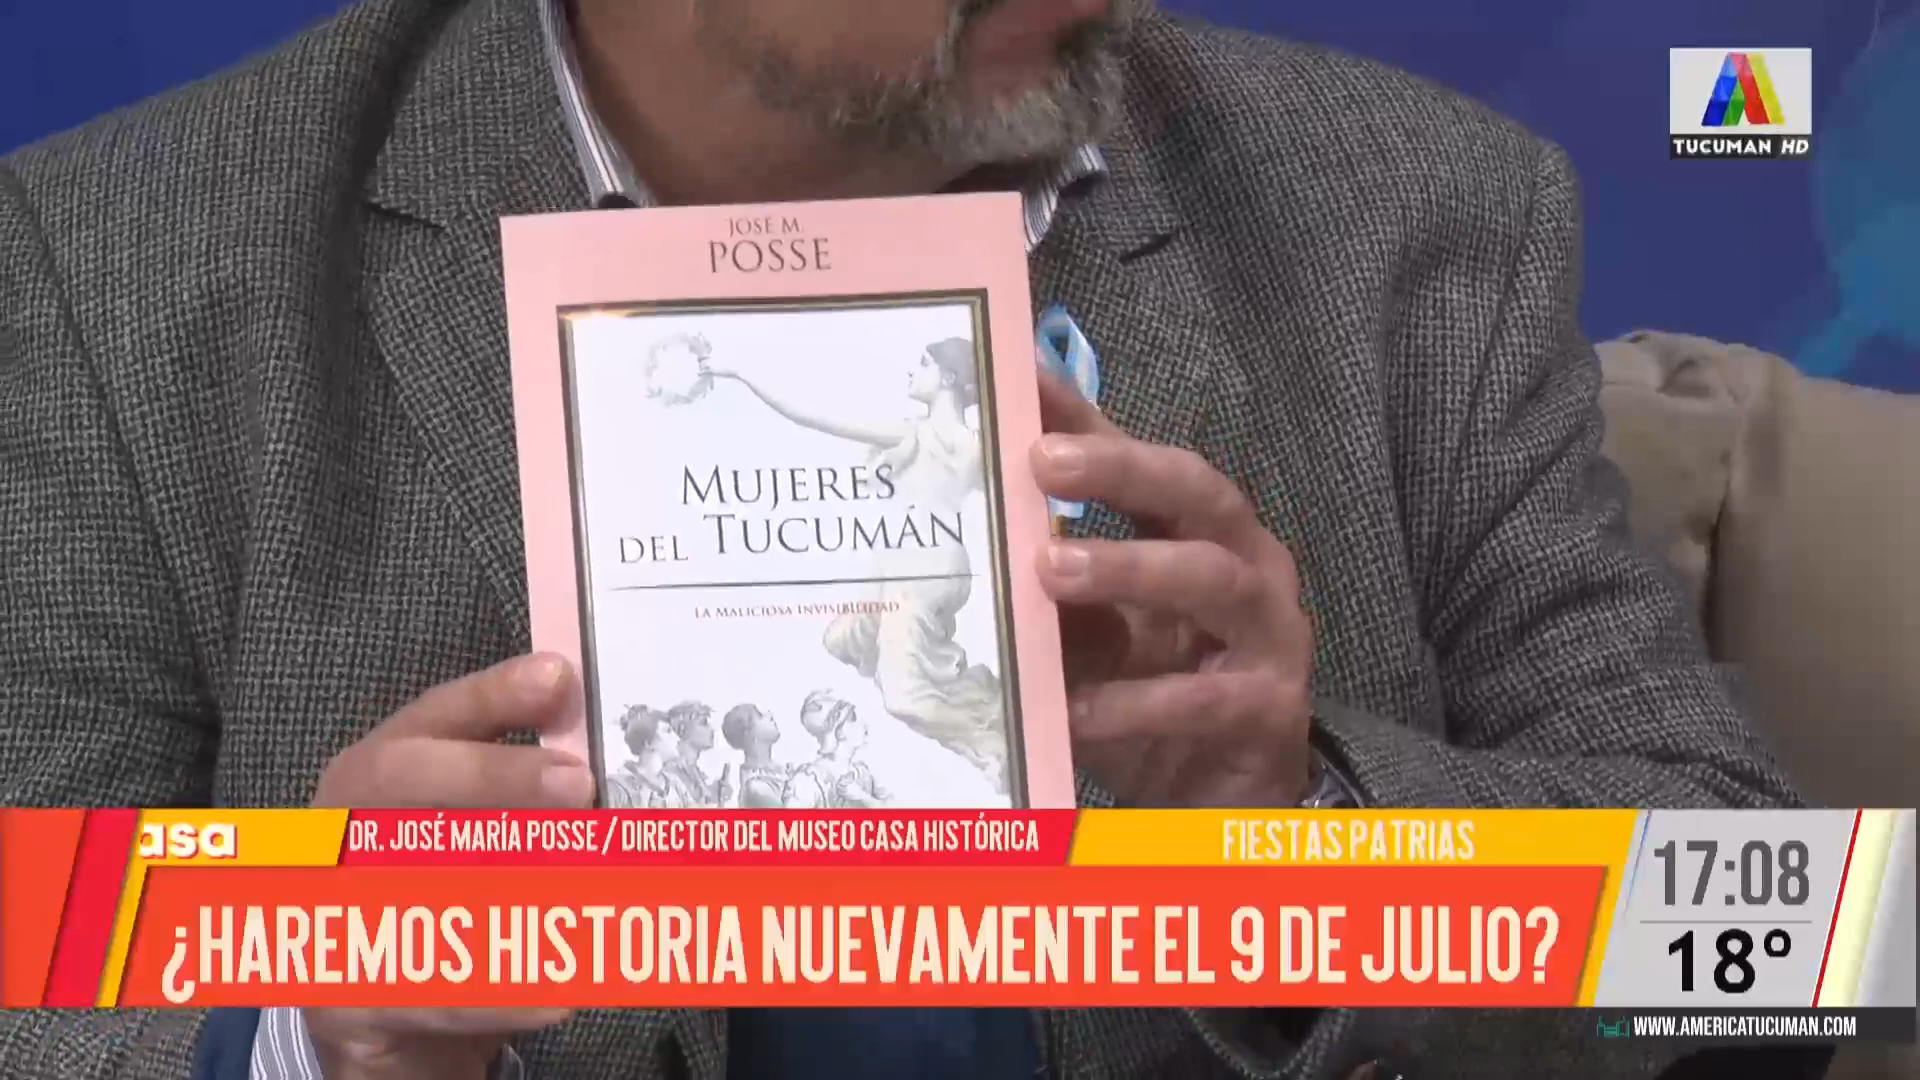 TUCUMAN HD
JOSÉ M.
POSSE
MUJERES
DEL TUCUMÁN
LA MALICIOSA INVISIBILIDAD
asa
DR. JOSÉ MARÍA POSSE / DIRECTOR DEL MUSEO CASA HISTÓRICA
FIESTAS PATRIAS
¿HAREMOS HISTORIA NUEVAMENTE EL 9 DE JULIO?
17:08
18°
WWW.AMERICATUCUMAN.COM